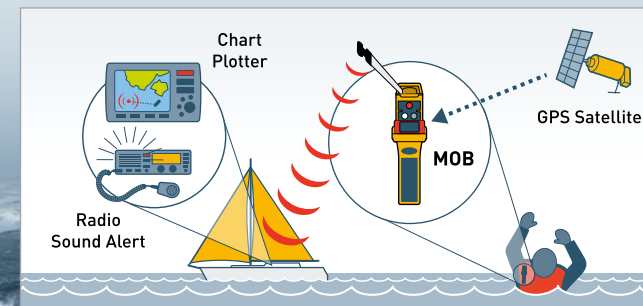 Chart
Plotter
GPS Satellite
MOB
Radio
Sound Alert